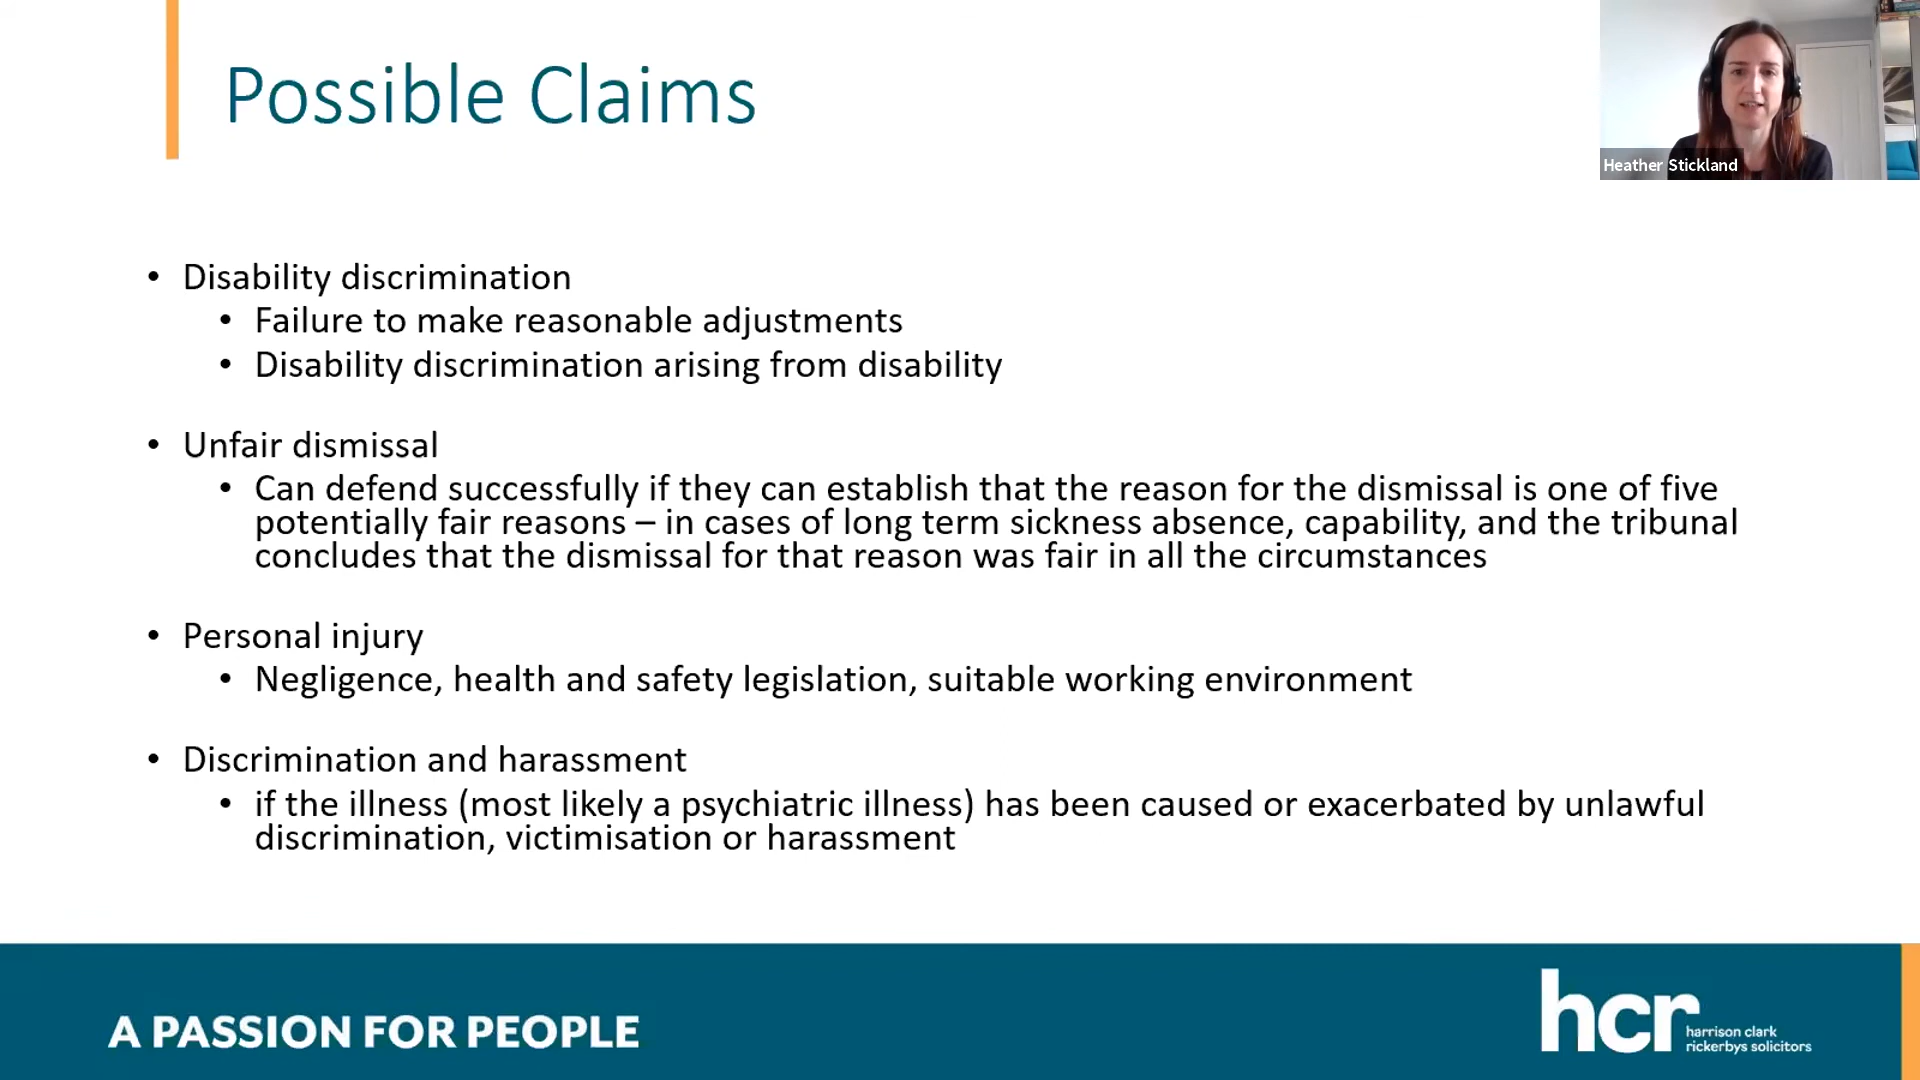 Possible Claims
Heather Stickland
• Disability discrimination
• Failure to make reasonable adjustments
• Disability discrimination arising from disability
• Unfair dismissal
• Can defend successfully if they can establish that the reason for the dismissal is one of five
potentially fair reasons – in cases of long term sickness absence, capability, and the tribunal
concludes that the dismissal for that reason was fair in all the circumstances
• Personal injury
• Negligence, health and safety legislation, suitable working environment
• Discrimination and harassment
• if the illness (most likely a psychiatric illness) has been caused or exacerbated by unlawful
discrimination, victimisation or harassment
A PASSION FOR PEOPLE
hcr
harrison clark
rickerbys solicitors